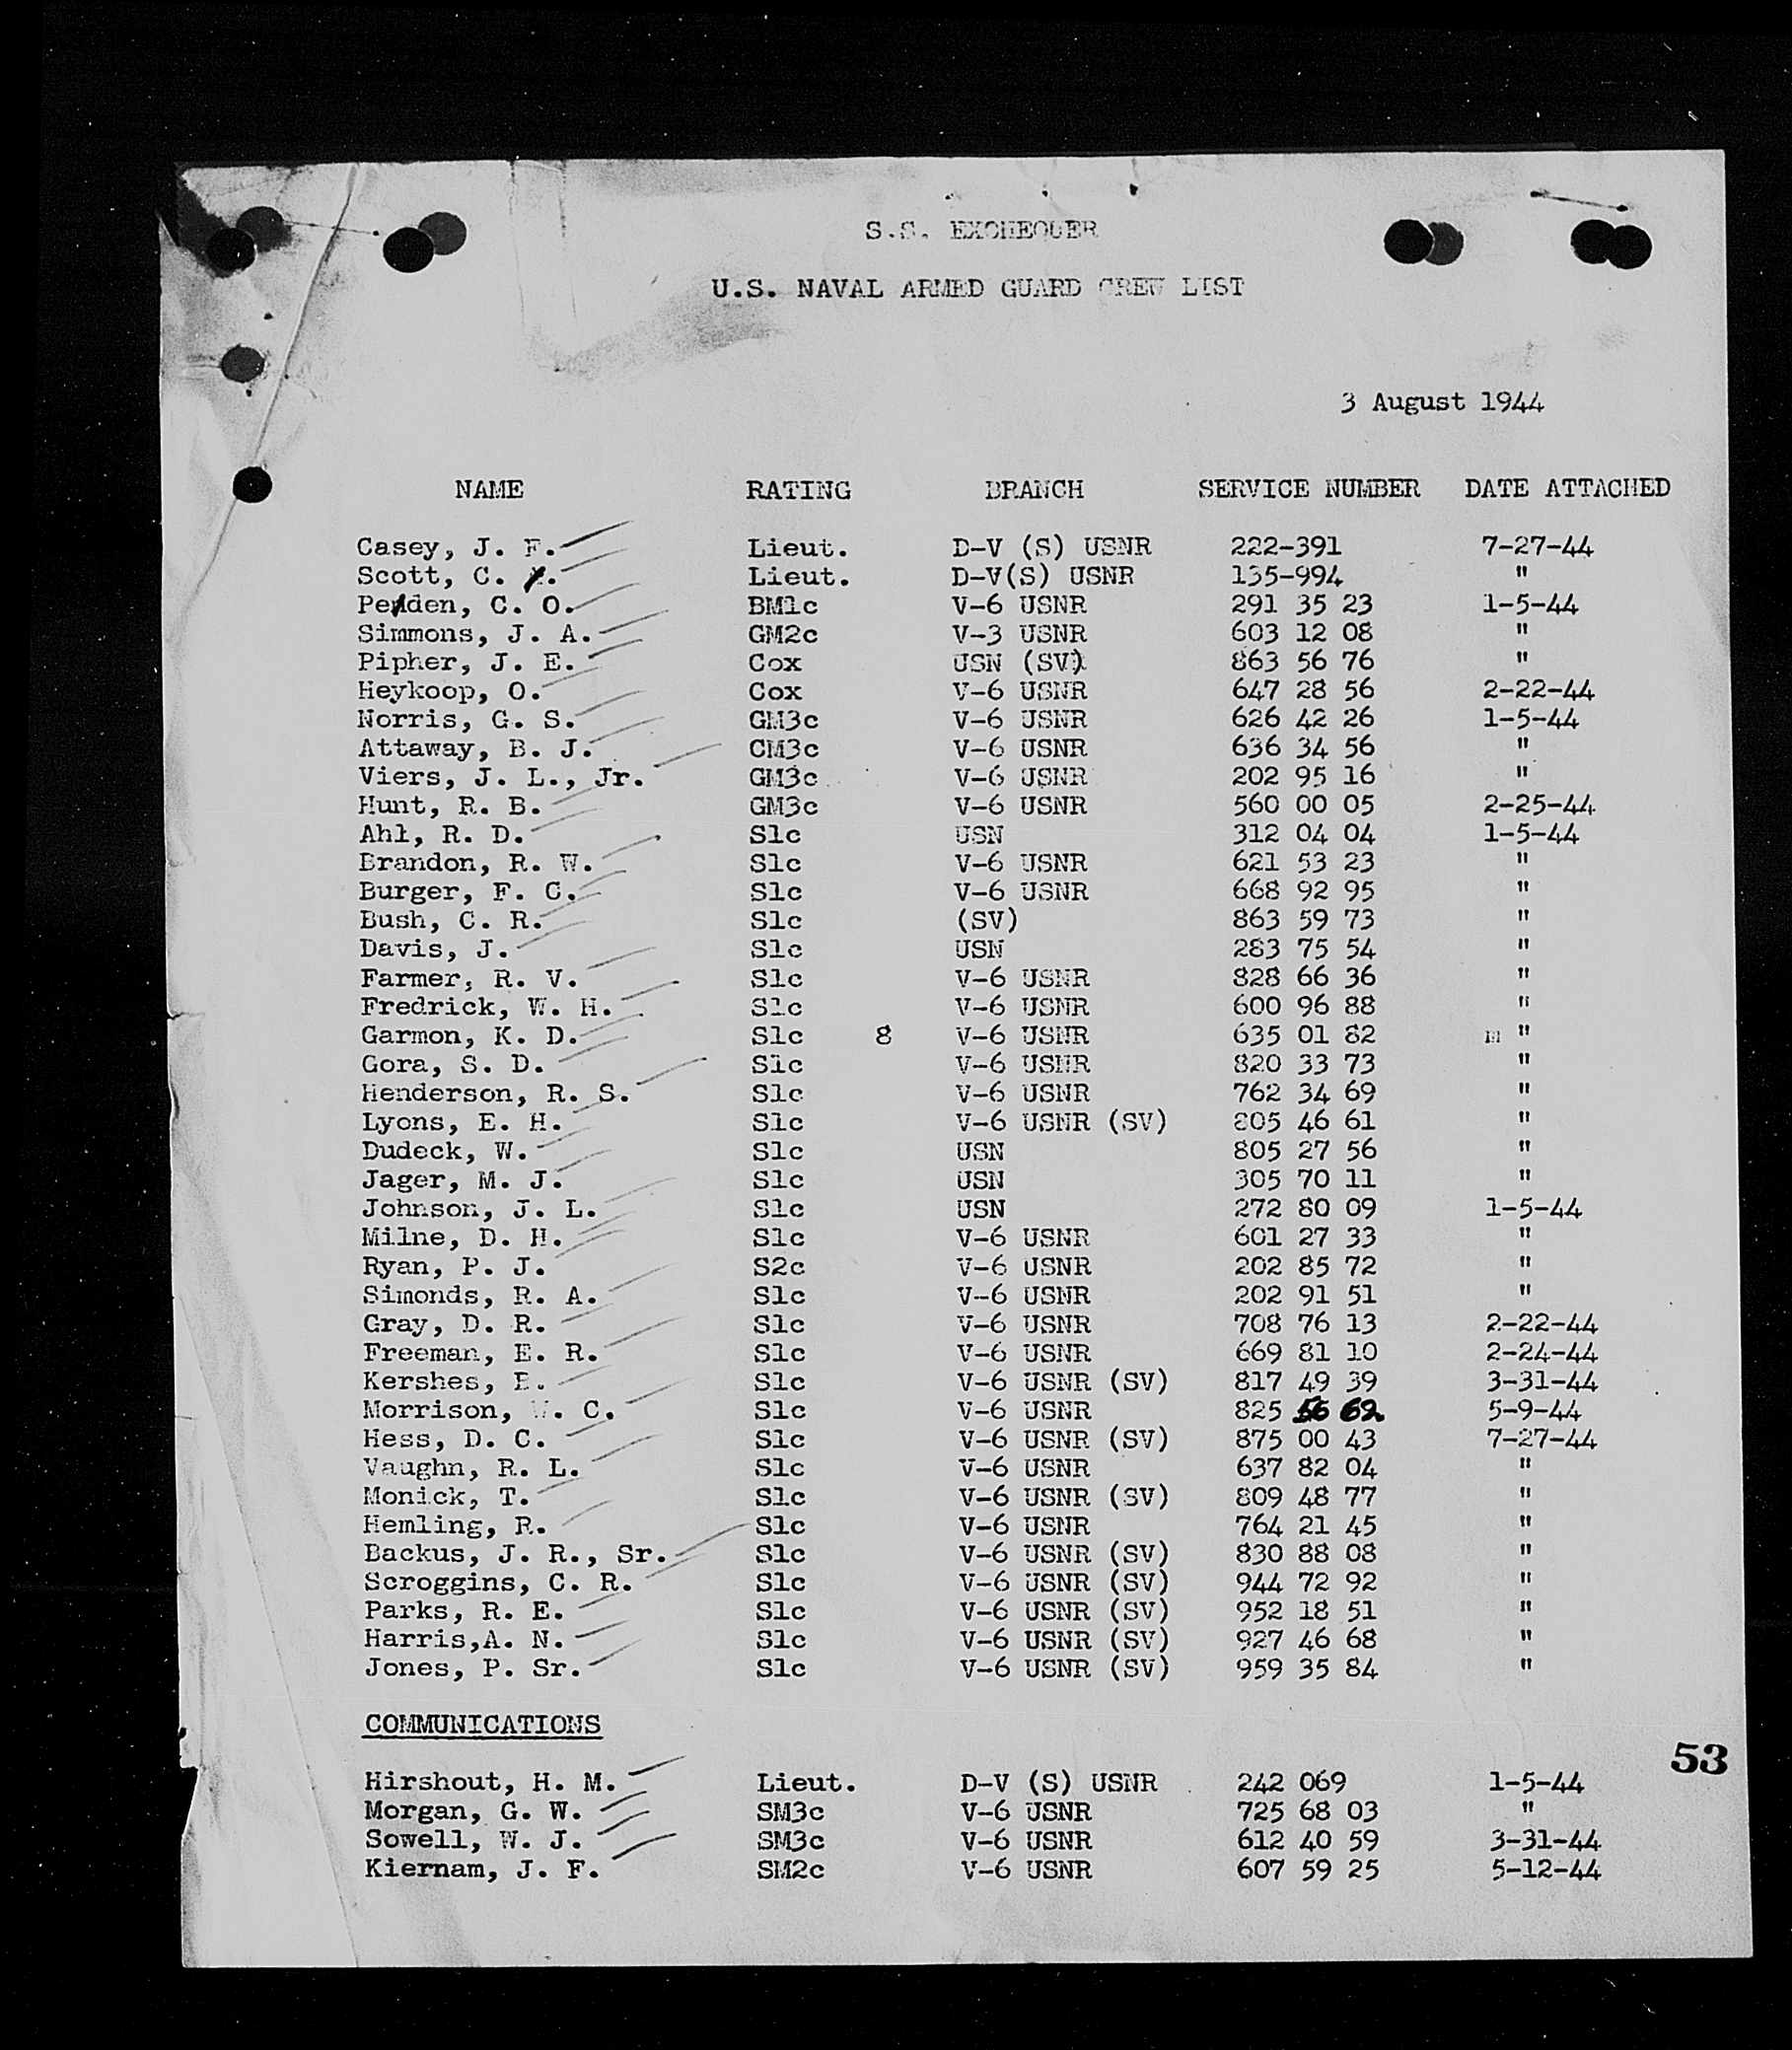 S.S. EXCHEQUER
U.S. NAVAL ARMED GUARD CREW LIST
3 August 1944
NAME RATING BRANCH SERVICE NUMBER DATE ATTACHED
Casey, J. F. Lieut. D-V (S) USNR 222-391 7-27-44
Scott, C. Lieut. D-V(S) USNR 135-994 "
Penden, C. O. BM1c V-6 USNR 291 35 23 1-5-44
Simmons, J. A. GM2c V-3 USNR 603 12 08 "
Pipher, J. E. Cox USN (SV) 863 56 76 "
Heykoop, O. Cox V-6 USNR 647 28 56 2-22-44
Norris, G. S. GM3c V-6 USNR 626 42 26 1-5-44
Attaway, B. J. GM3c V-6 USNR 636 34 56 "
Viers, J. L., Jr. GM3c V-6 USNR 202 95 16 "
Hunt, R. B. GM3c V-6 USNR 560 00 05 2-25-44
Ahl, R. D. S1c USN 312 04 04 1-5-44
Brandon, R. W. S1c V-6 USNR 621 53 23 "
Burger, F. C. S1c V-6 USNR 668 92 95 "
Bush, C. R. S1c (SV) 863 59 73 "
Davis, J. S1c USN 283 75 54 "
Farmer, R. V. S1c V-6 USNR 828 66 36 "
Fredrick, W. H. S1c V-6 USNR 600 96 88 "
Garmon, K. D. S1c 8 V-6 USNR 635 01 82 "
Gora, S. D. S1c V-6 USNR 820 33 73 "
Henderson, R. S. S1c V-6 USNR 762 34 69 "
Lyons, E. H. S1c V-6 USNR (SV) 805 46 61 "
Dudeck, W. S1c USN 805 27 56 "
Jager, M. J. S1c USN 305 70 11 "
Johnson, J. L. S1c USN 272 80 09 1-5-44
Milne, D. H. S1c V-6 USNR 601 27 33 "
Ryan, P. J. S2c V-6 USNR 202 85 72 "
Simonds, R. A. S1c V-6 USNR 202 91 51 "
Gray, D. R. S1c V-6 USNR 708 76 13 2-22-44
Freeman, E. R. S1c V-6 USNR 669 81 10 2-24-44
Kershes, E. S1c V-6 USNR (SV) 817 49 39 3-31-44
Morrison, W. C. S1c V-6 USNR 825 56 62 5-9-44
Hess, D. C. S1c V-6 USNR (SV) 875 00 43 7-27-44
Vaughn, R. L. S1c V-6 USNR 637 82 04 "
Monick, T. S1c V-6 USNR (SV) 809 48 77 "
Hemling, R. S1c V-6 USNR 764 21 45 "
Backus, J. R., Sr. S1c V-6 USNR (SV) 830 88 08 "
Scroggins, C. R. S1c V-6 USNR (SV) 944 72 92 "
Parks, R. E. S1c V-6 USNR (SV) 952 18 51 "
Harris,A. N. S1c V-6 USNR (SV) 927 46 68 "
Jones, P. Sr. S1c V-6 USNR (SV) 959 35 84 "
COMMUNICATIONS
53
Hirshout, H. M. Lieut. D-V (S) USNR 242 069 1-5-44
Morgan, G. W. SM3c V-6 USNR 725 68 03 "
Sowell, W. J. SM3c V-6 USNR 612 40 59 3-31-44
Kiernam, J. F. SM2c V-6 USNR 607 59 25 5-12-44